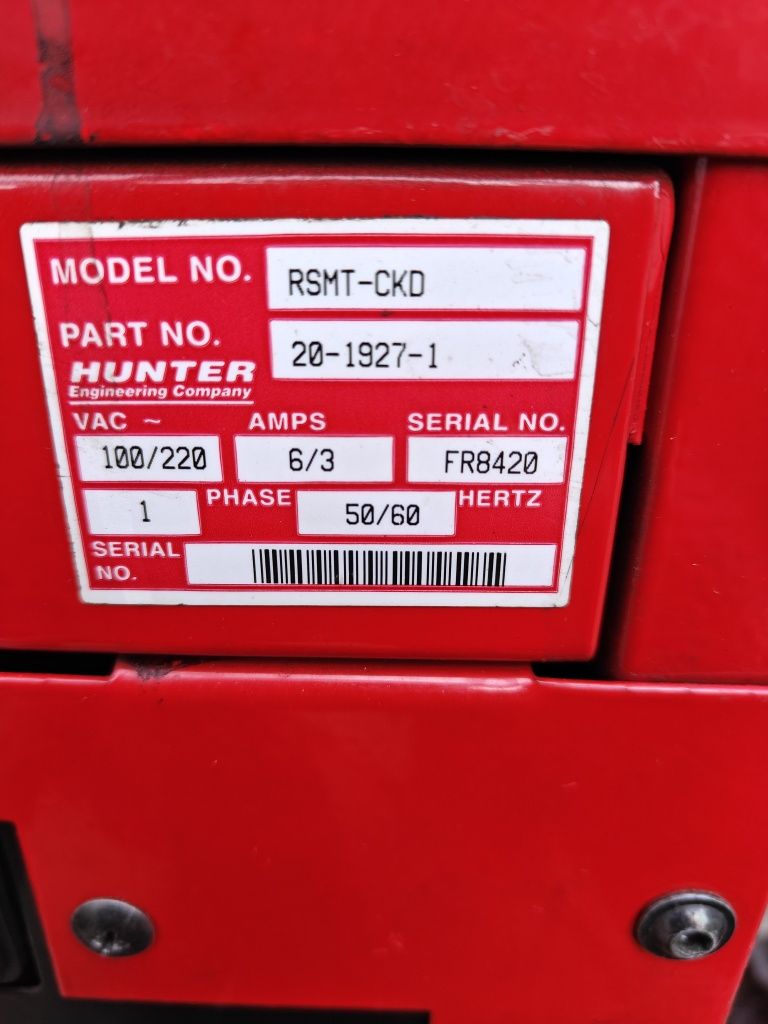 MODEL NO. RSMT-CKD
PART NO. 20-1927-1
HUNTER
Engineering Company
VAC ~ AMPS SERIAL NO.
100/220 6/3 FR8420
1 PHASE 50/60 HERTZ
SERIAL
NO.